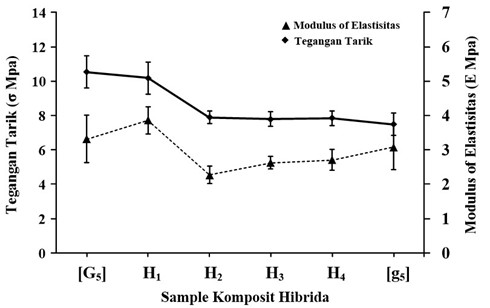 Modulus of Elastisitas
Tegangan Tarik
Tegangan Tarik (σ Mpa)
14
12
10
8
6
4
2
0
Modulus of Elastisitas (E Mpa)
7
6
5
4
3
2
1
0
[G₅] H₁ H₂ H₃ H₄ [g₅]
Sample Komposit Hibrida